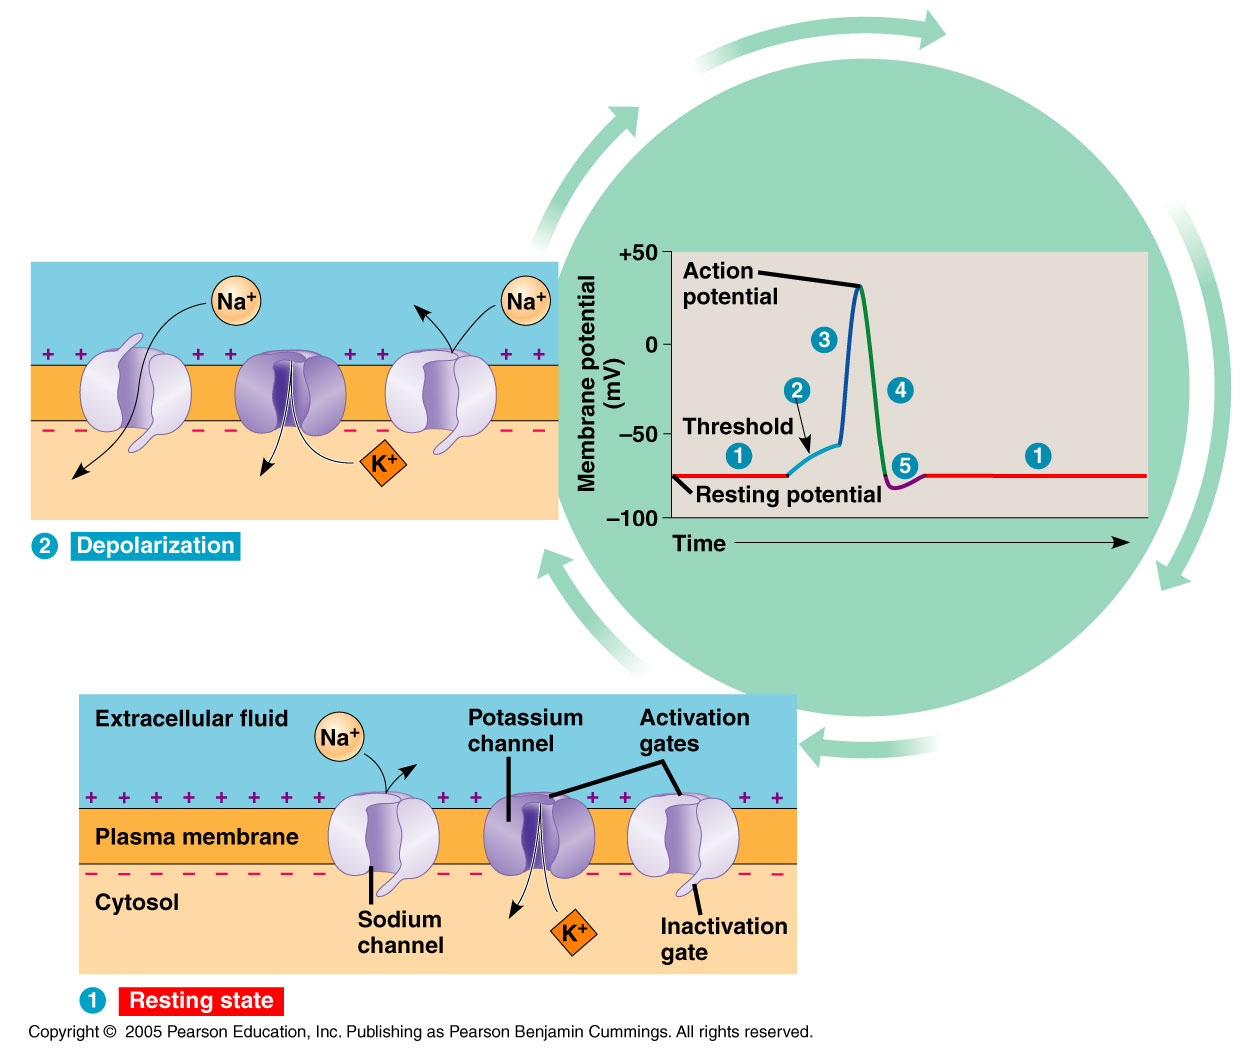 +50
Action
potential
Membrane potential
(mV)
0
3
2
4
Threshold
−50
1
5
1
Resting potential
−100
Time
Na+
Na+
+ + + + + + + +
− − − − − − − −
K+
2 Depolarization
Extracellular fluid
Na+
Potassium
channel
Activation
gates
+ + + + + + + + + + + + + +
Plasma membrane
− − − − − − − − − − − − − −
Cytosol
Sodium
channel
K+
Inactivation
gate
1 Resting state
Copyright © 2005 Pearson Education, Inc. Publishing as Pearson Benjamin Cummings. All rights reserved.